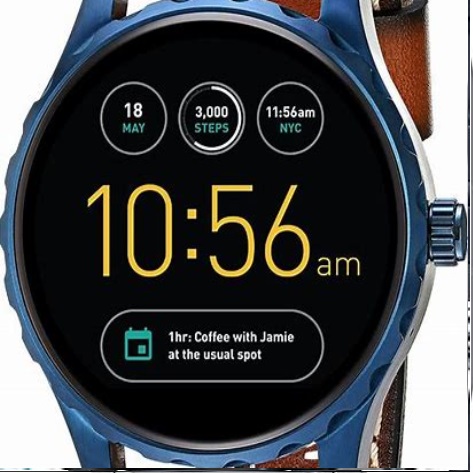 18
MAY
3,000
STEPS
11:56am
NYC
10:56am
1hr: Coffee with Jamie
at the usual spot